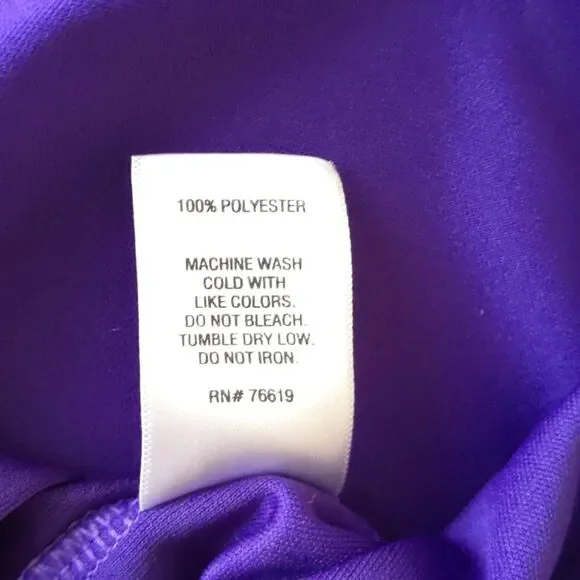 100% POLYESTER
MACHINE WASH
COLD WITH
LIKE COLORS.
DO NOT BLEACH.
TUMBLE DRY LOW.
DO NOT IRON.
RN# 76619